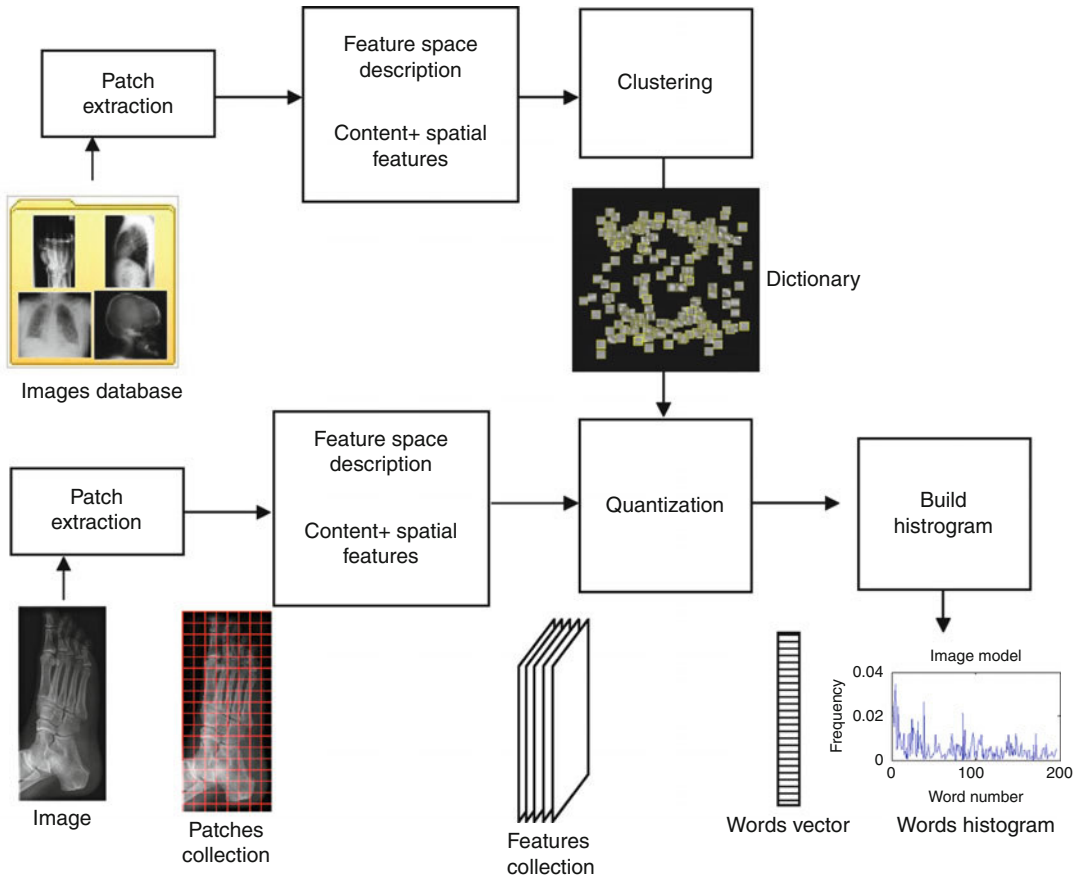 Patch
extraction
Feature space
description
Content+ spatial
features
Clustering
Images database
Dictionary
Patch
extraction
Feature space
description
Content+ spatial
features
Quantization
Build
histrogram
Image
Patches
collection
Features
collection
Words vector
Image model
Frequency
0.04
0.02
0
0
100
200
Word number
Words histogram